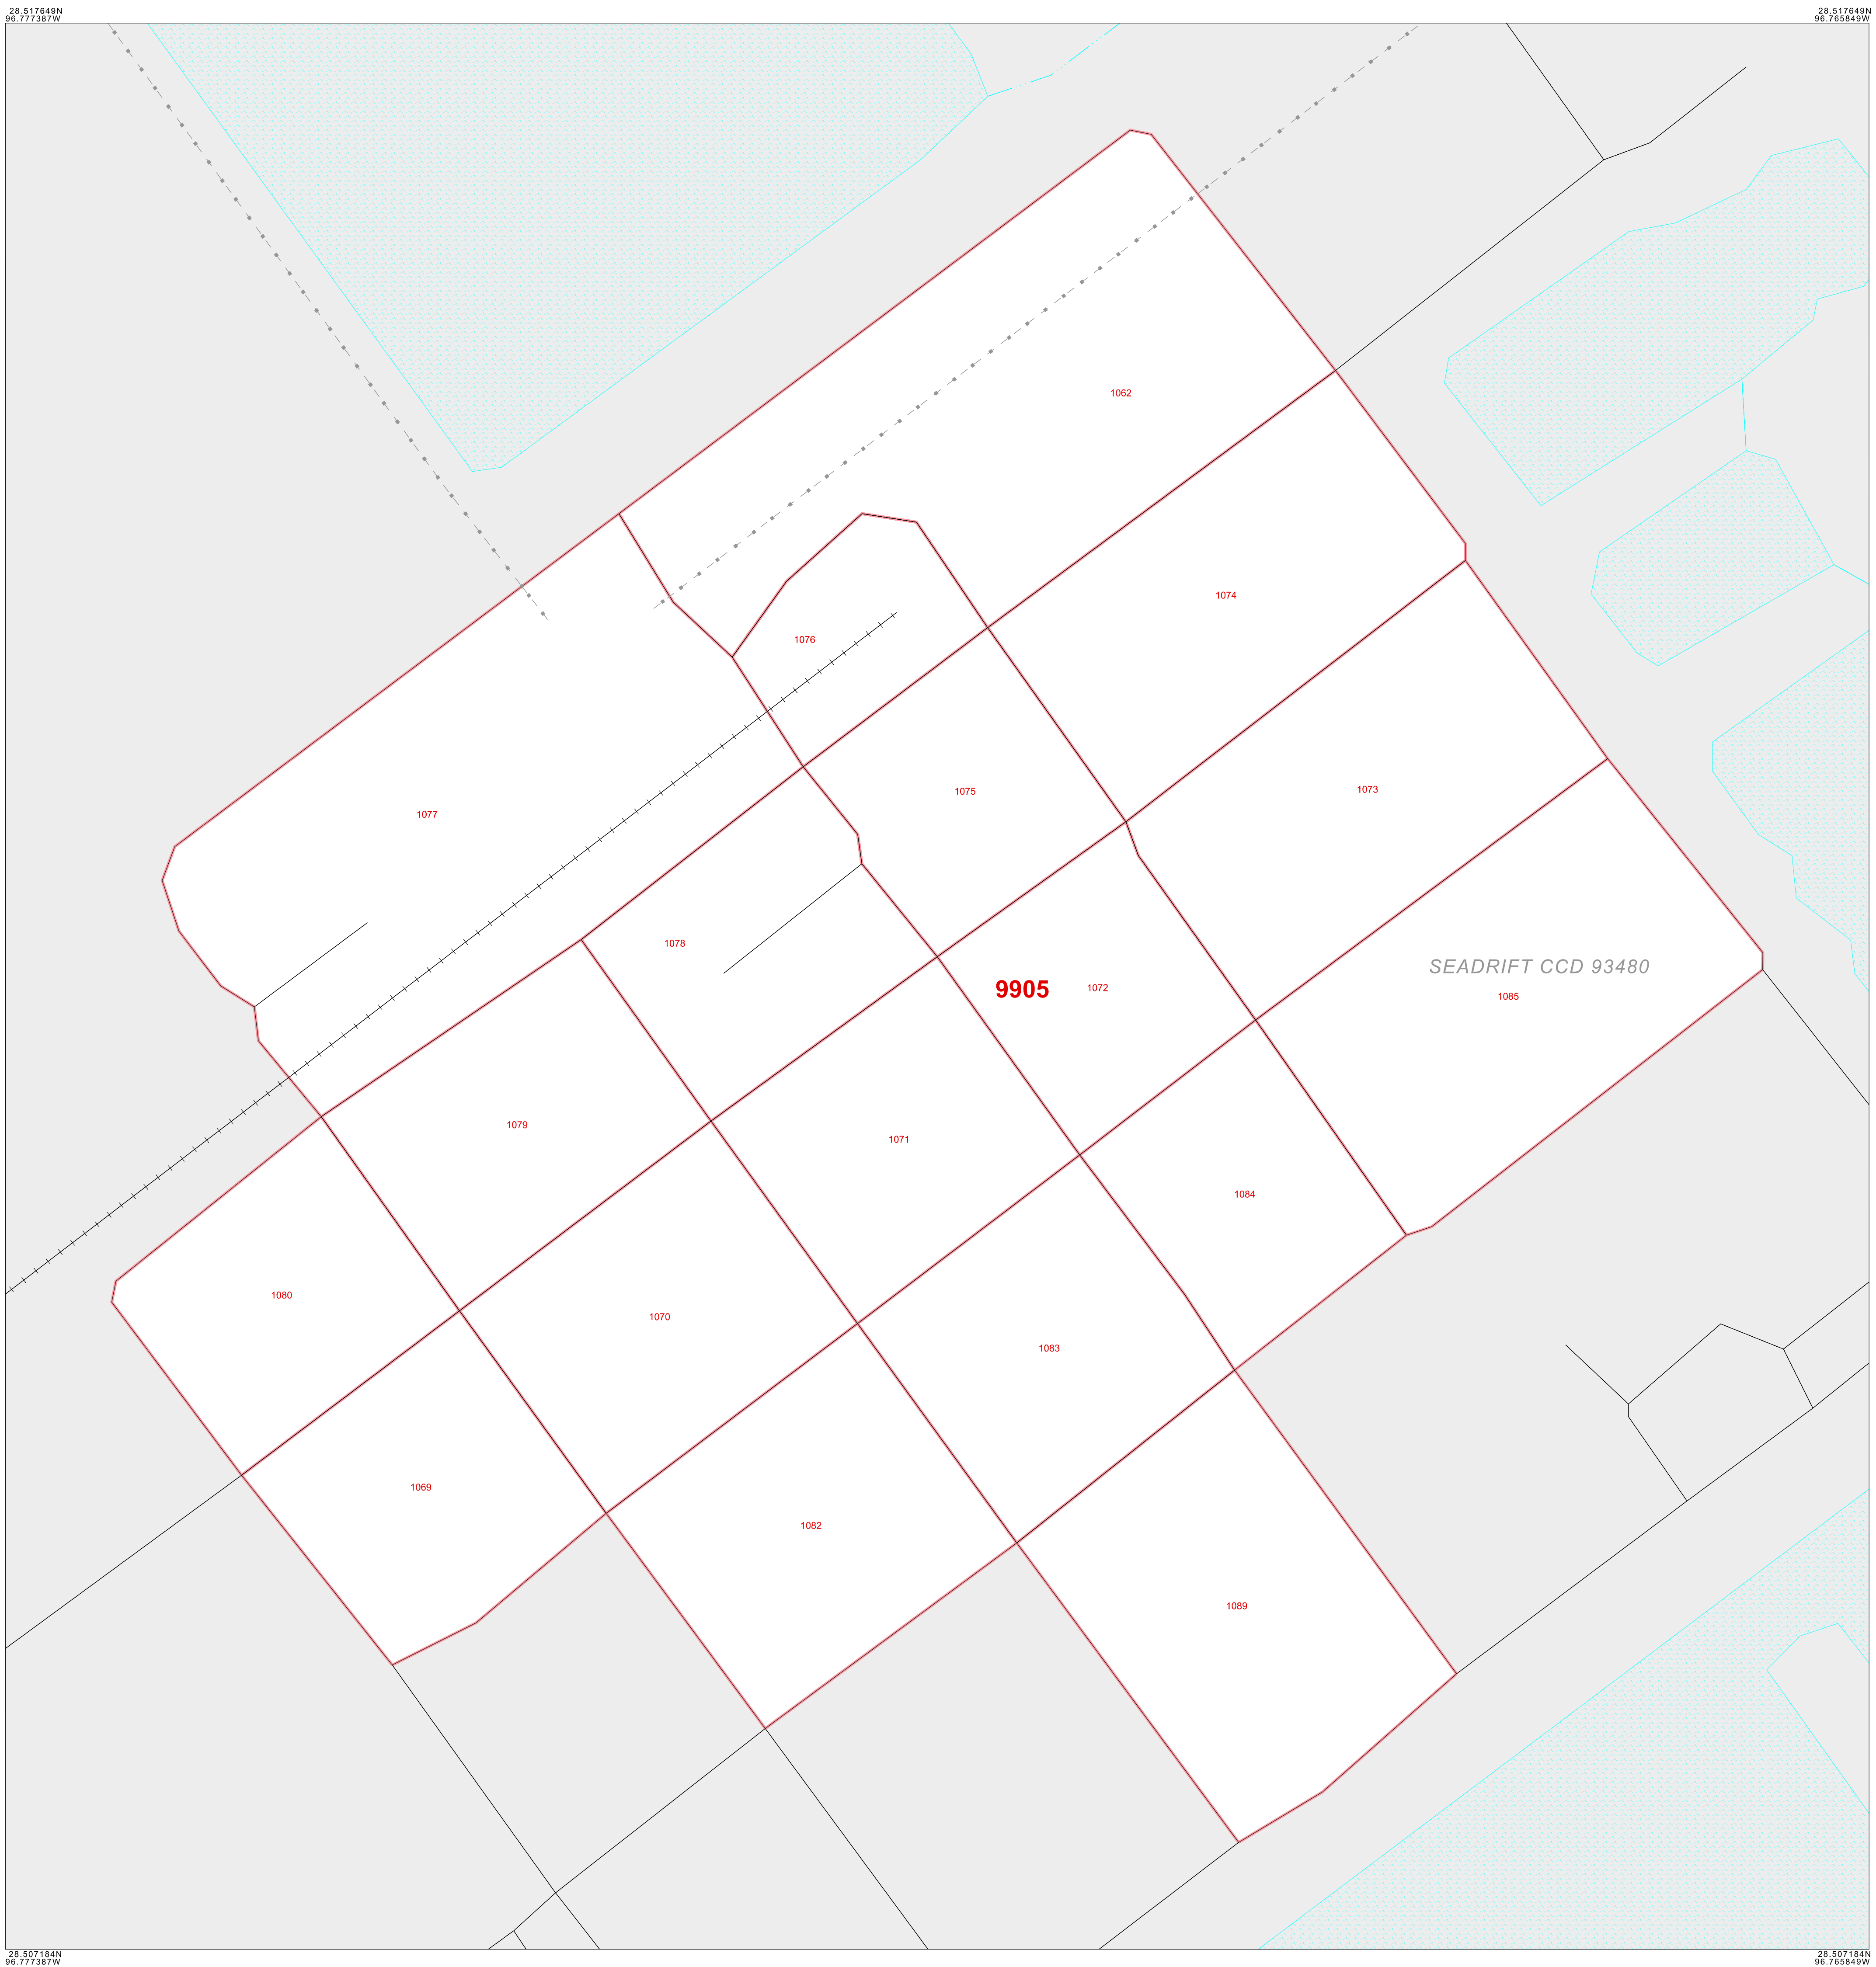 28.517649N
96.777387W
28.517649N
96.765849W
1062
1074
1076
1073
1075
1077
1078
SEADRIFT CCD 93480
9905
1072
1085
1079
1071
1084
1080
1070
1083
1069
1082
1089
28.507184N
96.777387W
28.507184N
96.765849W